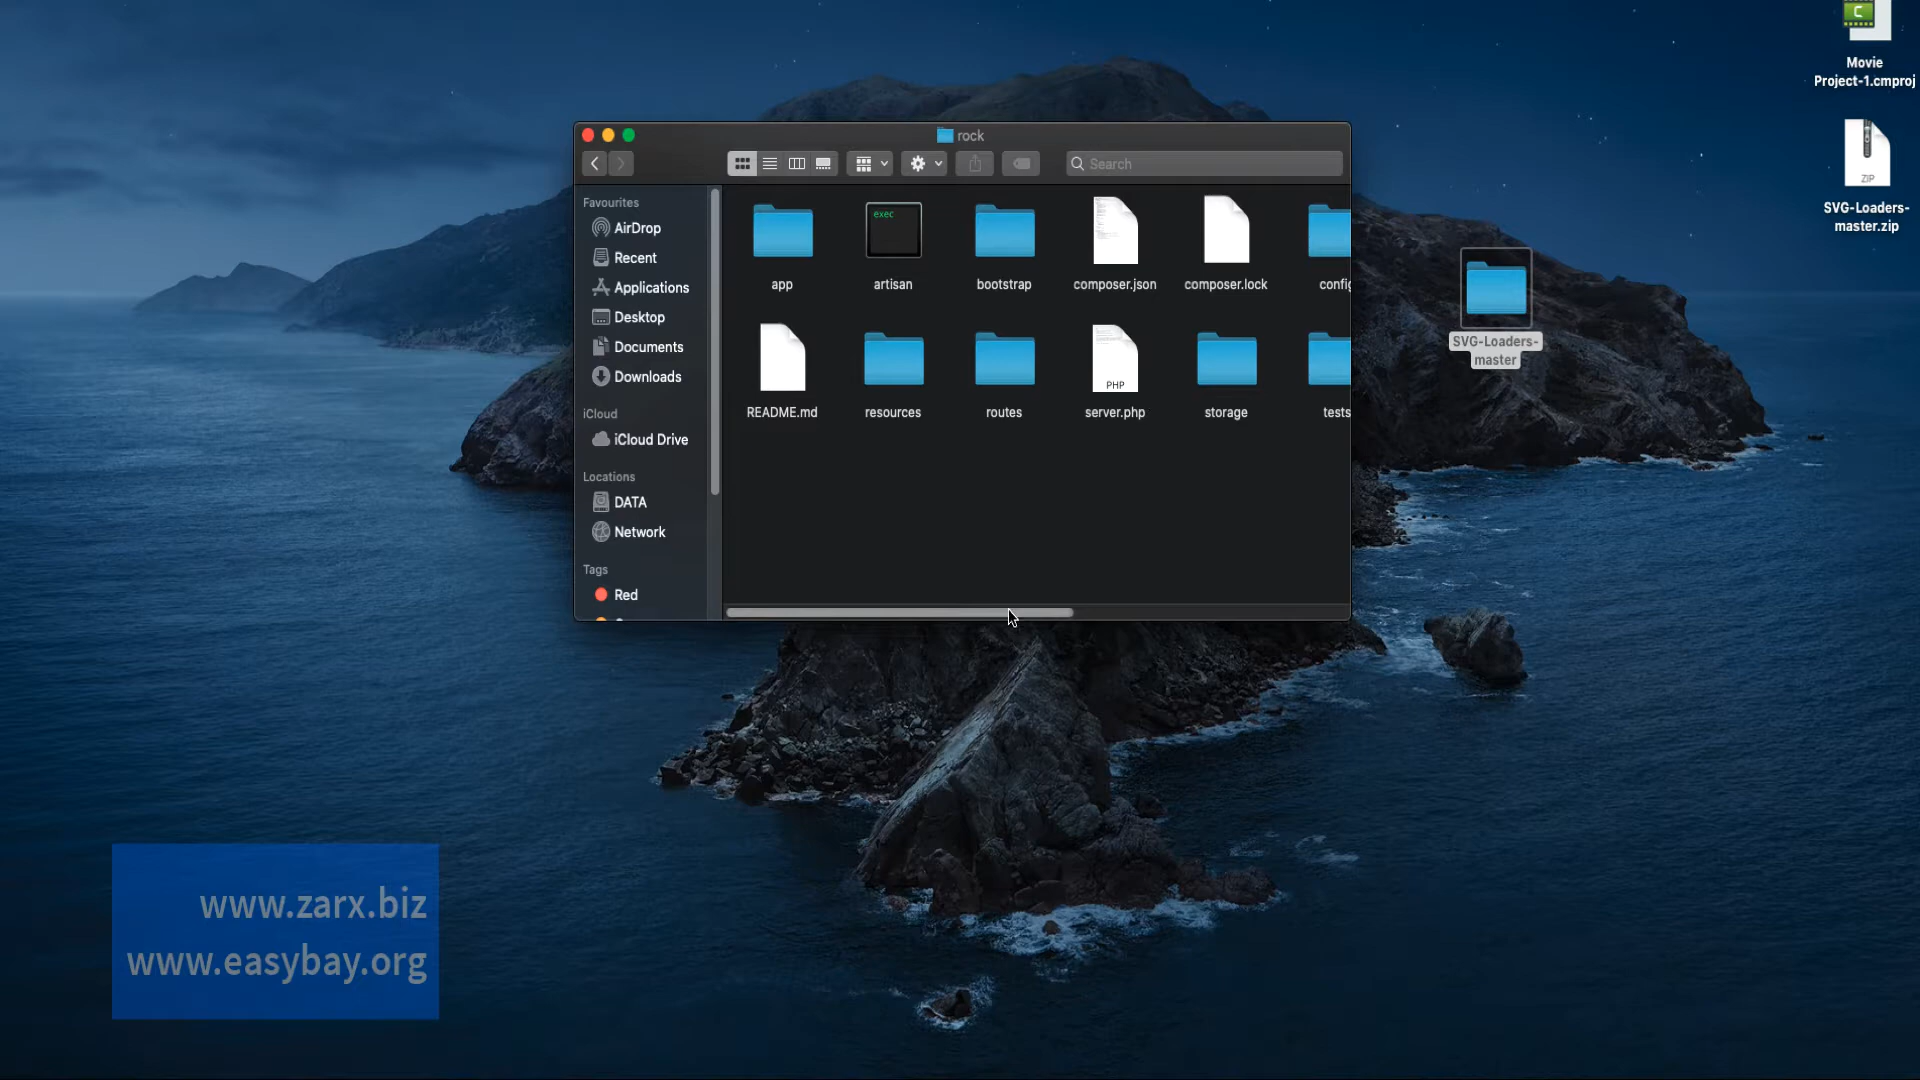 Movie
Project-1.cmproj
ZIP
SVG-Loaders-
master.zip
rock
Search
Favourites
AirDrop
Recent
Applications
Desktop
Documents
Downloads
iCloud
iCloud Drive
Locations
DATA
Network
Tags
Red
exec
app
artisan
bootstrap
composer.json
composer.lock
config
PHP
README.md
resources
routes
server.php
storage
tests
SVG-Loaders-
master
www.zarx.biz
www.easybay.org
C